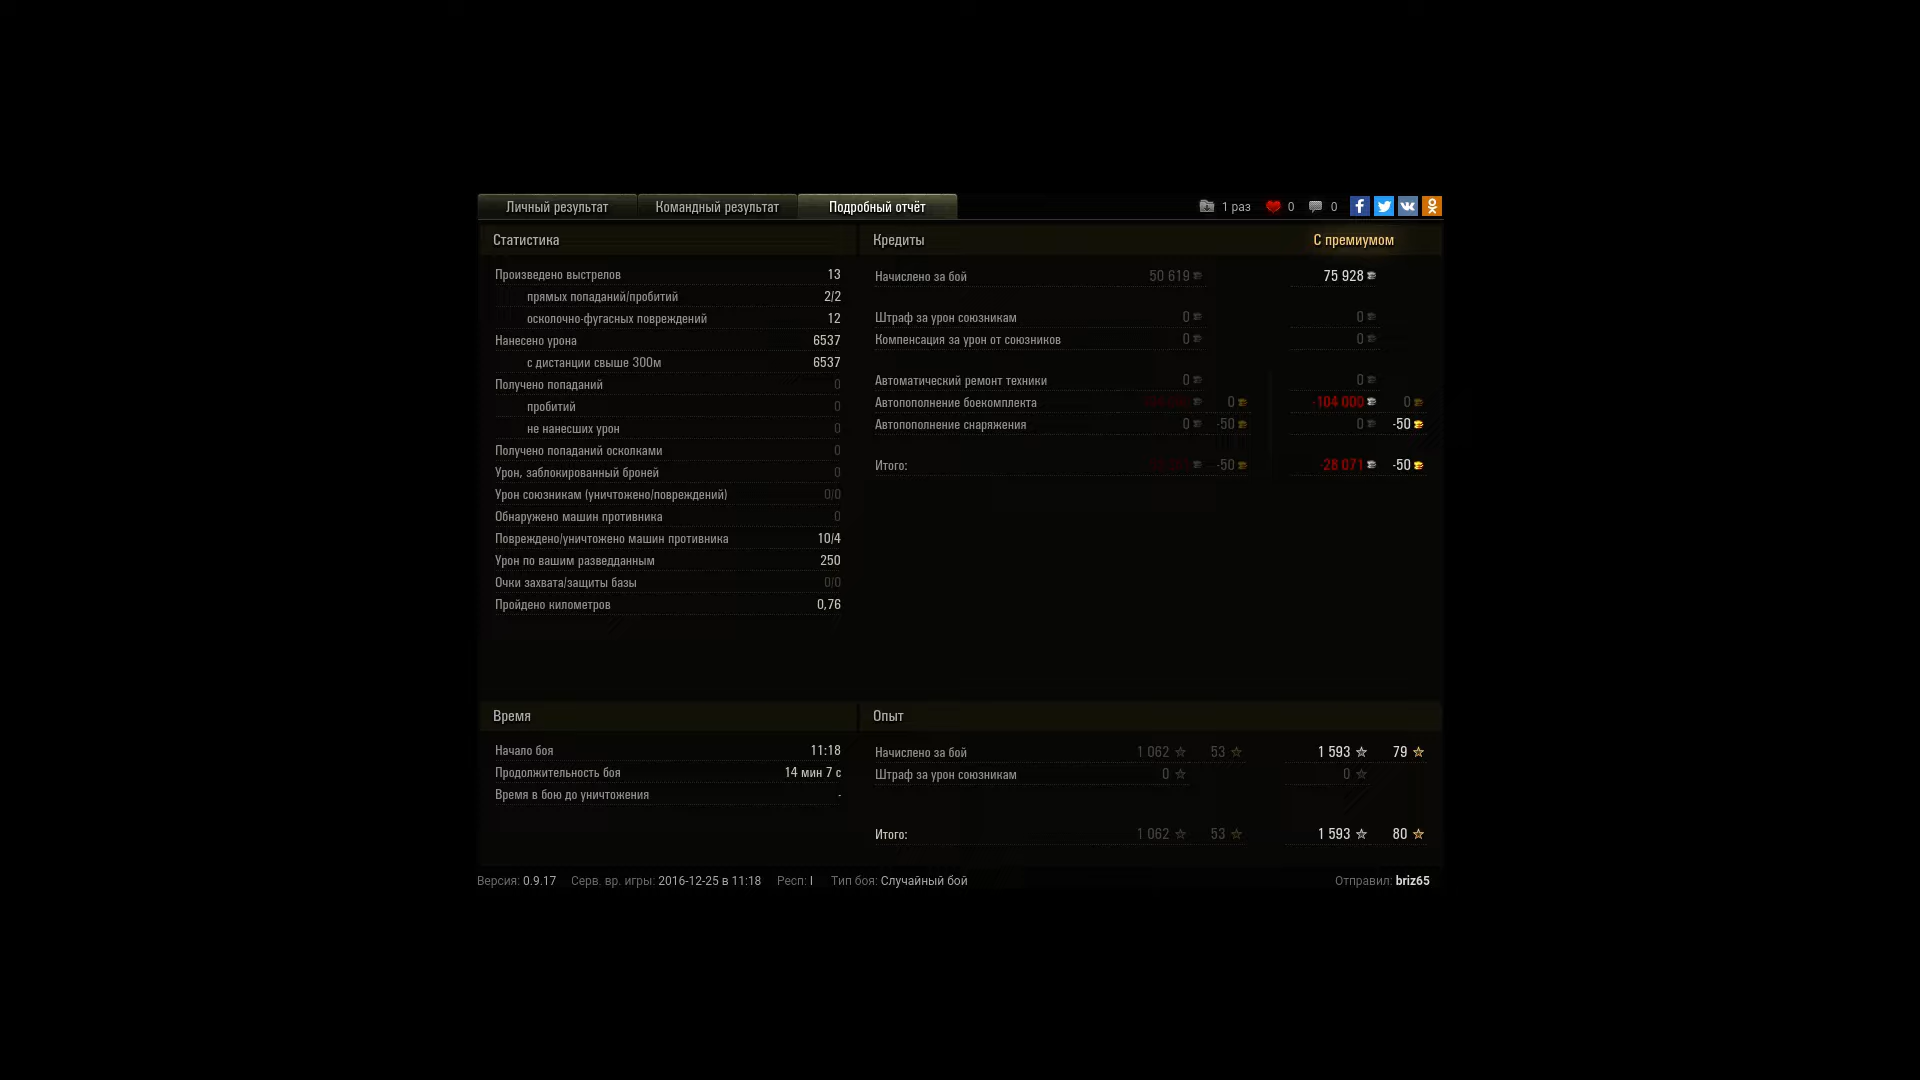 Личный результат Командный результат Подробный отчёт 1 раз 0 0
Статистика
Произведено выстрелов 13
прямых попаданий/пробитий 2/2
осколочно-фугасных повреждений 12
Нанесено урона 6537
с дистанции свыше 300м 6537
Получено попаданий 0
пробитий 0
не нанесших урон 0
Получено попаданий осколками 0
Урон, заблокированный броней 0
Урон союзникам (уничтожено/повреждений) 0/0
Обнаружено машин противника 0
Повреждено/уничтожено машин противника 10/4
Урон по вашим разведданным 250
Очки захвата/защиты базы 0/0
Пройдено километров 0,76
Кредиты С премиумом
Начислено за бой 50 619 75 928
Штраф за урон союзникам 0 0
Компенсация за урон от союзников 0 0
Автоматический ремонт техники 0 0
Автопополнение боекомплекта 0 -104 000 0
Автопополнение снаряжения 0 -50 0 -50
Итого: -50 -28 071 -50
Время
Начало боя 11:18
Продолжительность боя 14 мин 7 с
Время в бою до уничтожения -
Опыт
Начислено за бой 1 062 53 1 593 79
Штраф за урон союзникам 0 0
Итого: 1 062 53 1 593 80
Версия: 0.9.17 Серв. вр. игры: 2016-12-25 в 11:18 Респ: I Тип боя: Случайный бой Отправил: briz65